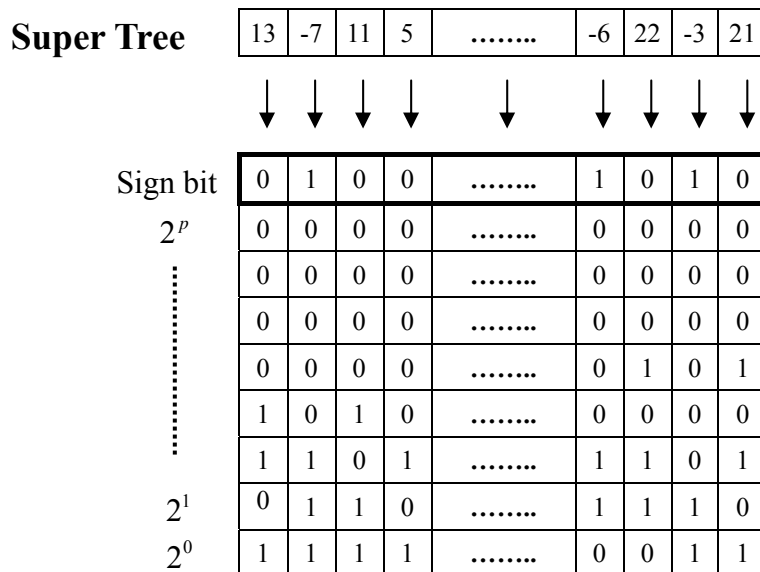 Super Tree 13 -7 11 5 ........ -6 22 -3 21
Sign bit 0 1 0 0 ........ 1 0 1 0
2^p 0 0 0 0 ........ 0 0 0 0
0 0 0 0 ........ 0 0 0 0
0 0 0 0 ........ 0 0 0 0
0 0 0 0 ........ 0 1 0 1
1 0 1 0 ........ 0 0 0 0
1 1 0 1 ........ 1 1 0 1
2^1 0 1 1 0 ........ 1 1 1 0
2^0 1 1 1 1 ........ 0 0 1 1